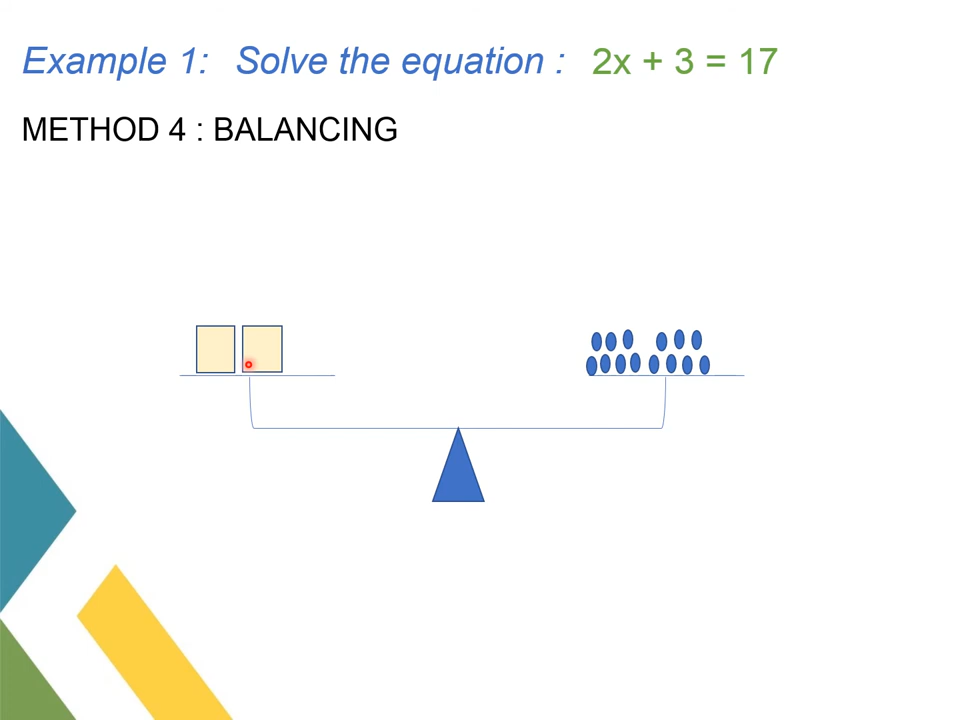 Example 1: Solve the equation : 2x + 3 = 17
METHOD 4 : BALANCING